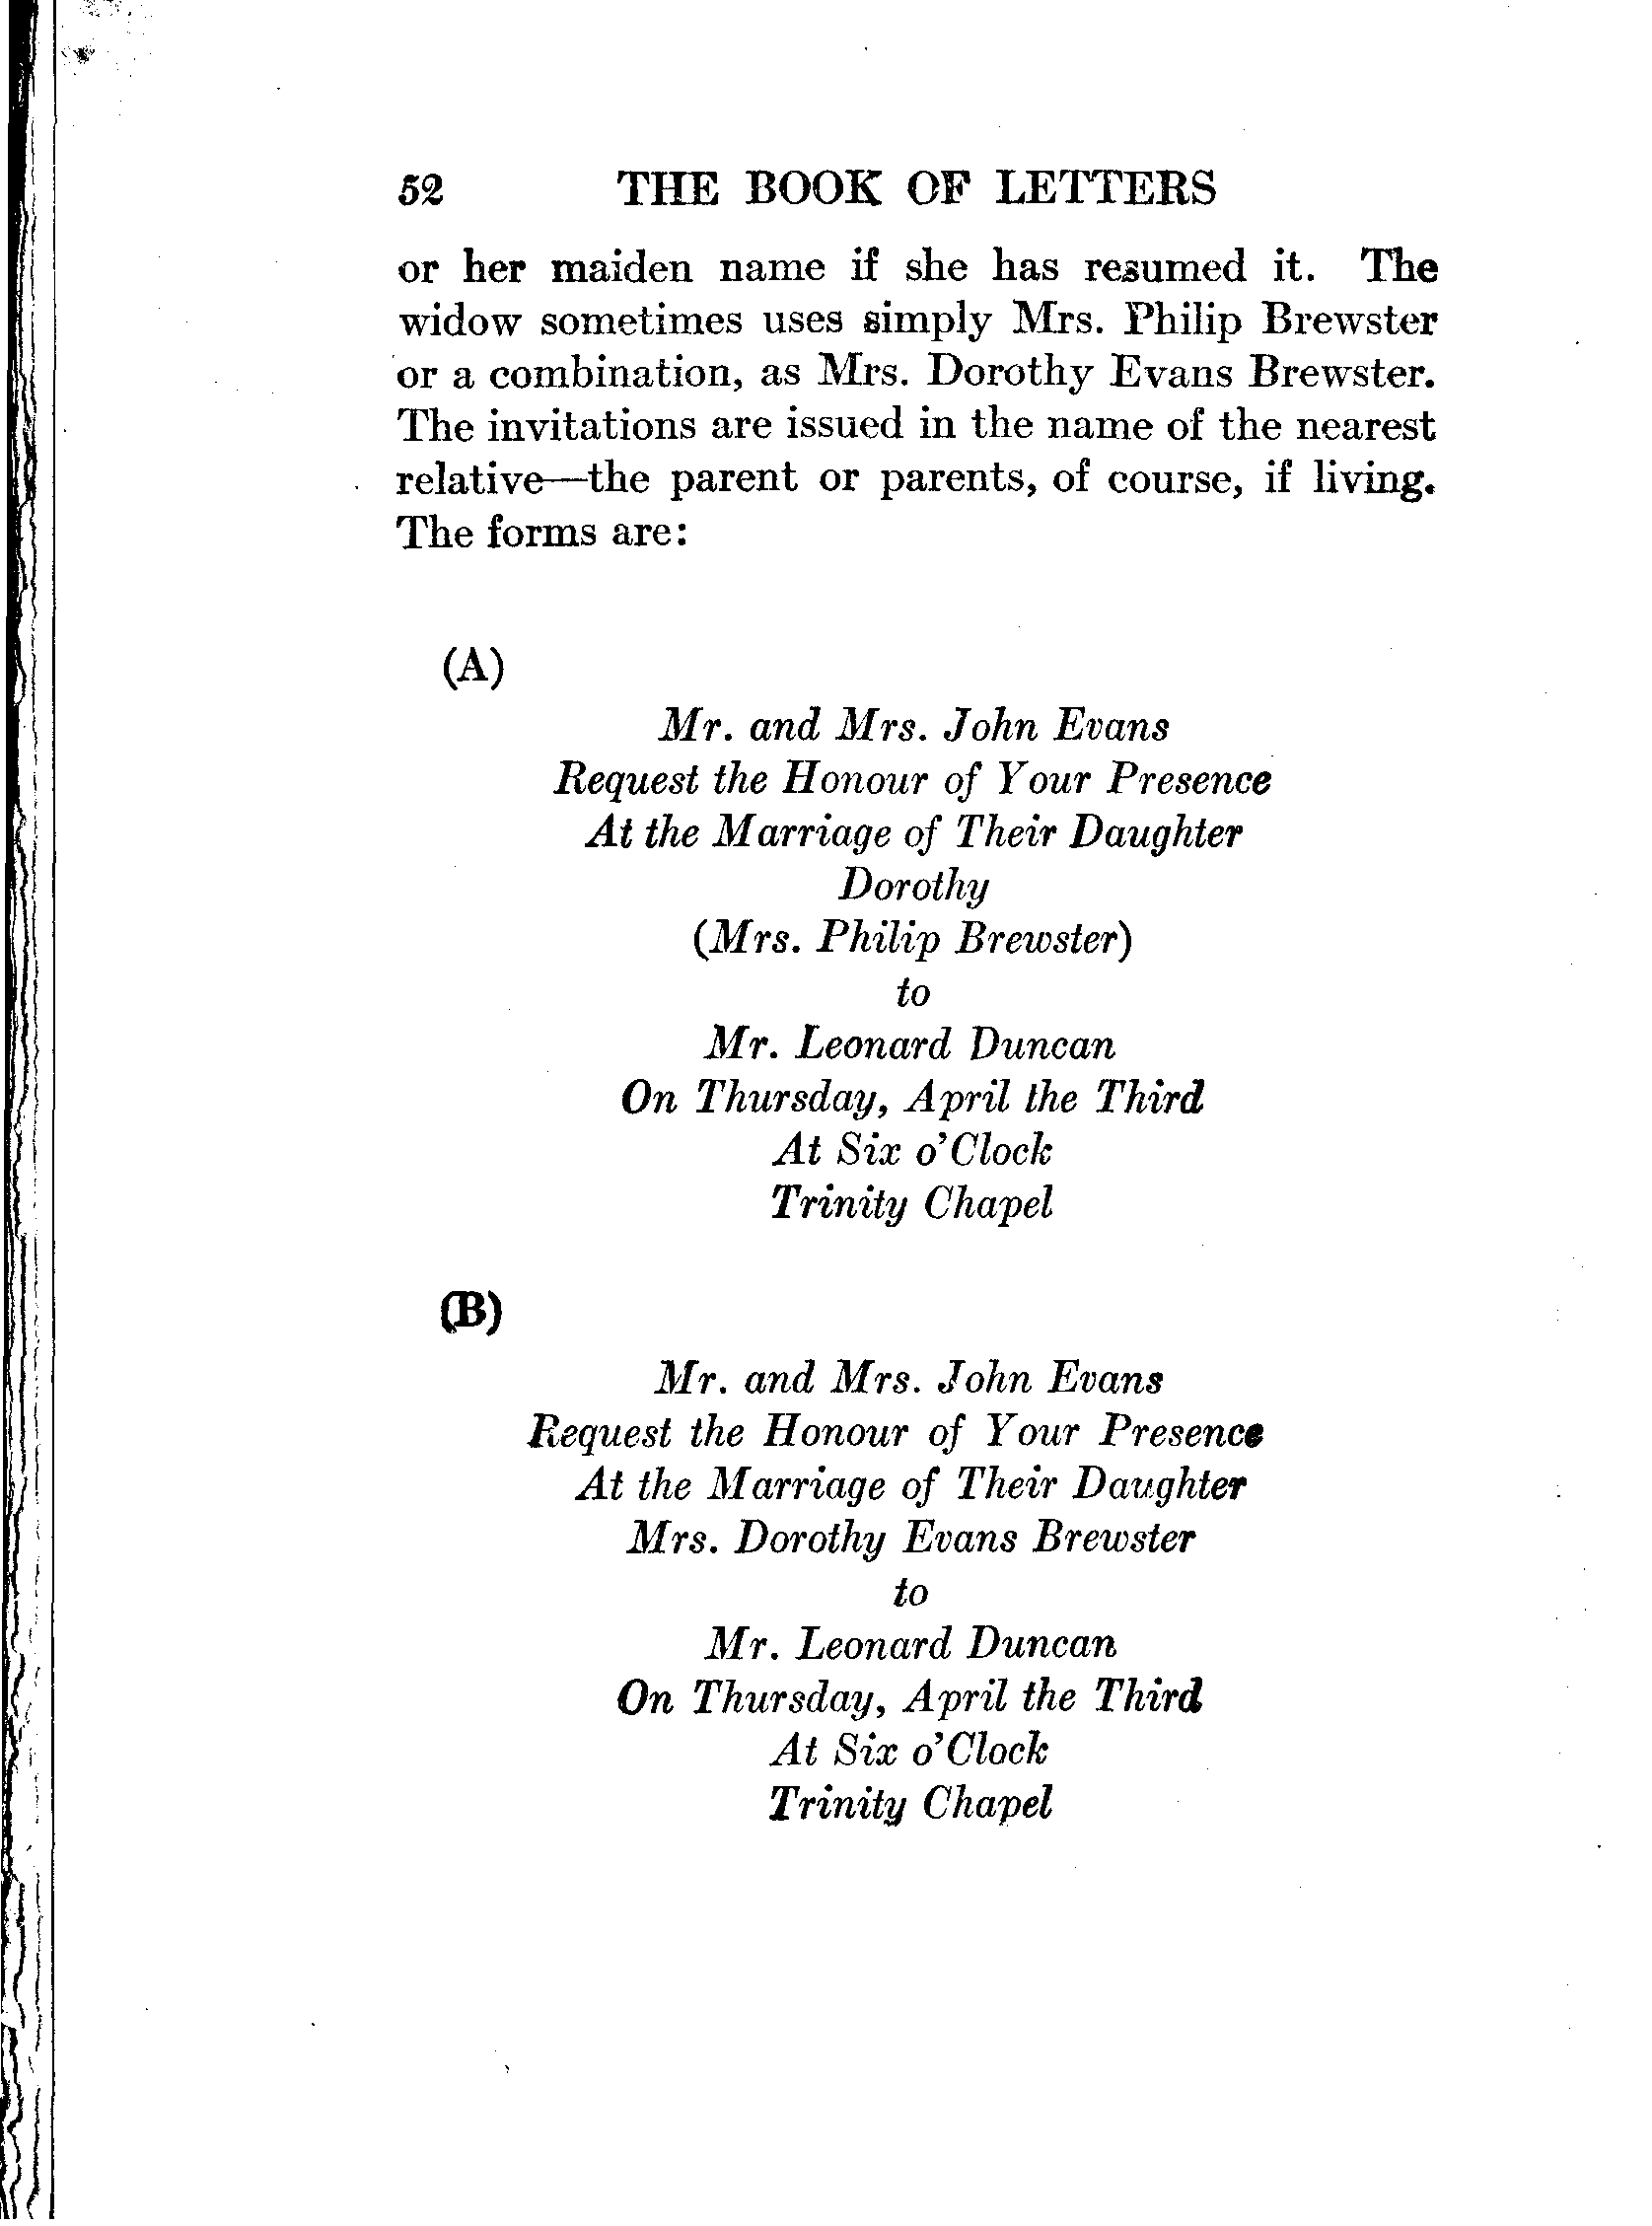 52 THE BOOK OF LETTERS
or her maiden name if she has resumed it. The
widow sometimes uses simply Mrs. Philip Brewster
or a combination, as Mrs. Dorothy Evans Brewster.
The invitations are issued in the name of the nearest
relative—the parent or parents, of course, if living.
The forms are:
(A)
Mr. and Mrs. John Evans
Request the Honour of Your Presence
At the Marriage of Their Daughter
Dorothy
(Mrs. Philip Brewster)
to
Mr. Leonard Duncan
On Thursday, April the Third
At Six o'Clock
Trinity Chapel
(B)
Mr. and Mrs. John Evans
Request the Honour of Your Presence
At the Marriage of Their Daughter
Mrs. Dorothy Evans Brewster
to
Mr. Leonard Duncan
On Thursday, April the Third
At Six o'Clock
Trinity Chapel